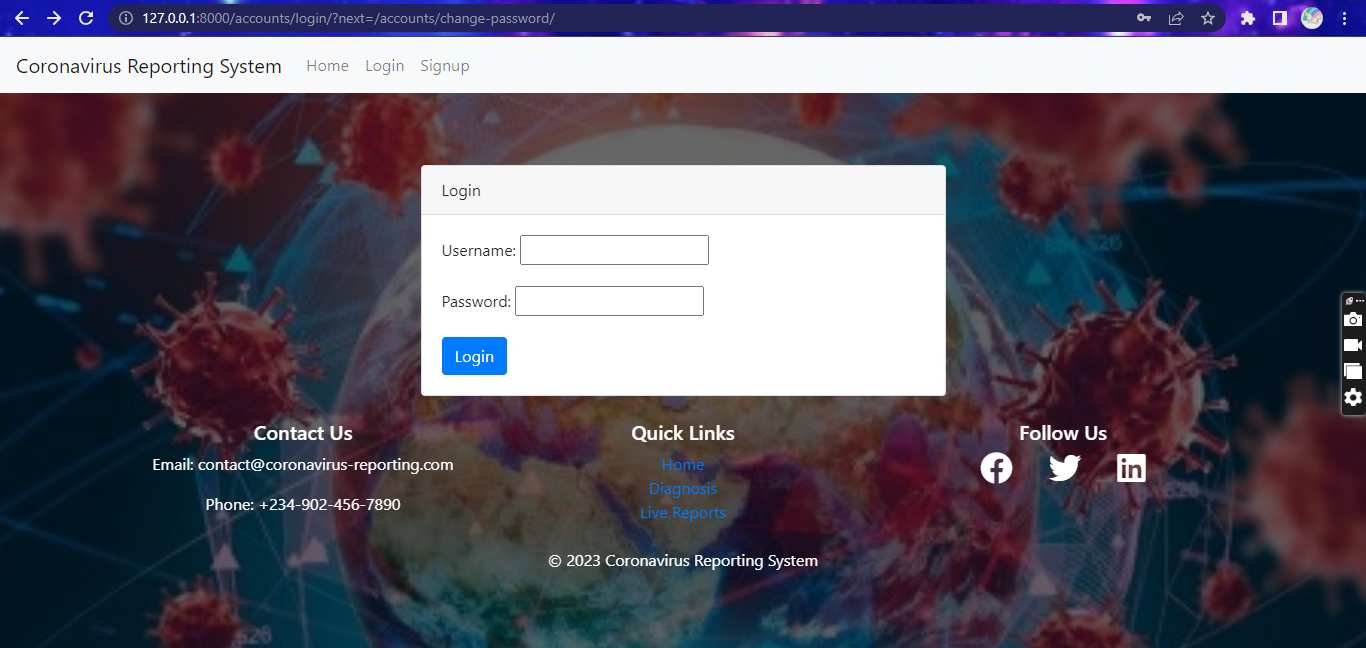 127.0.0.1:8000/accounts/login/?next=/accounts/change-password/
Coronavirus Reporting System Home Login Signup
Login
Username:
Password:
Login
Contact Us
Email: contact@coronavirus-reporting.com
Phone: +234-902-456-7890
Quick Links
Home
Diagnosis
Live Reports
Follow Us
© 2023 Coronavirus Reporting System